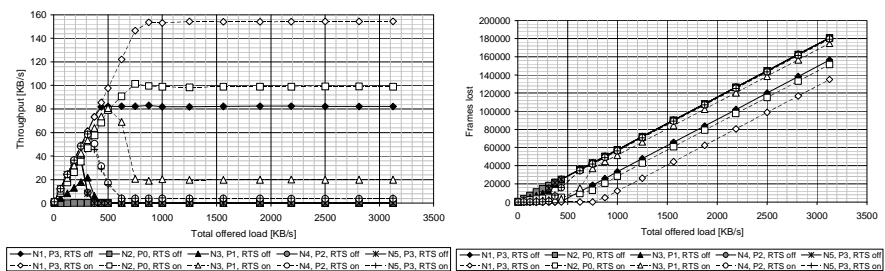 160
140
120
100
80
60
40
20
0
Throughput [KB/s]
0 500 1000 1500 2000 2500 3000 3500
Total offered load [KB/s]
N1, P3, RTS off N2, P0, RTS off N3, P1, RTS off N4, P2, RTS off N5, P3, RTS off
N1, P3, RTS on N2, P0, RTS on N3, P1, RTS on N4, P2, RTS on N5, P3, RTS on
200000
180000
160000
140000
120000
100000
80000
60000
40000
20000
0
Frames lost
0 500 1000 1500 2000 2500 3000 3500
Total offered load [KB/s]
N1, P3, RTS off N2, P0, RTS off N3, P1, RTS off N4, P2, RTS off N5, P3, RTS off
N1, P3, RTS on N2, P0, RTS on N3, P1, RTS on N4, P2, RTS on N5, P3, RTS on